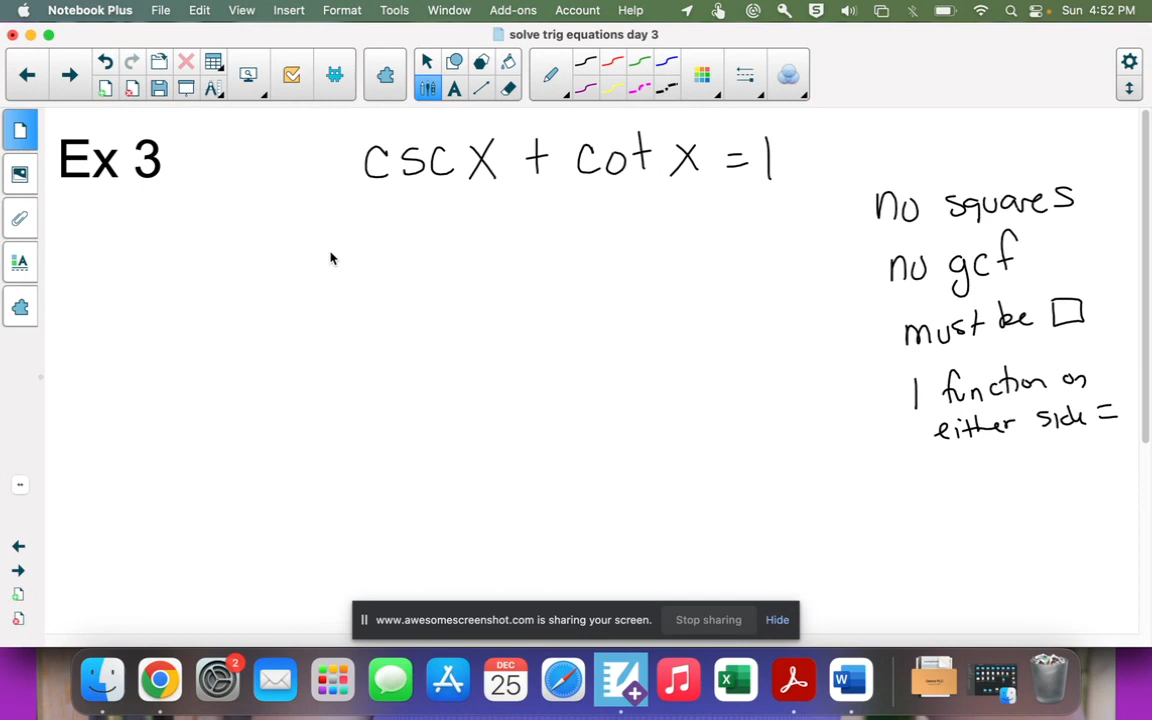 Notebook Plus File Edit View Insert Format Tools Window Add-ons Account Help Sun 4:52 PM
solve trig equations day 3
Ex 3 csc x + cot x = 1
no squares
no gcf
must be □
1 function on
either side =
www.awesomescreenshot.com is sharing your screen. Stop sharing Hide
2
DEC
25